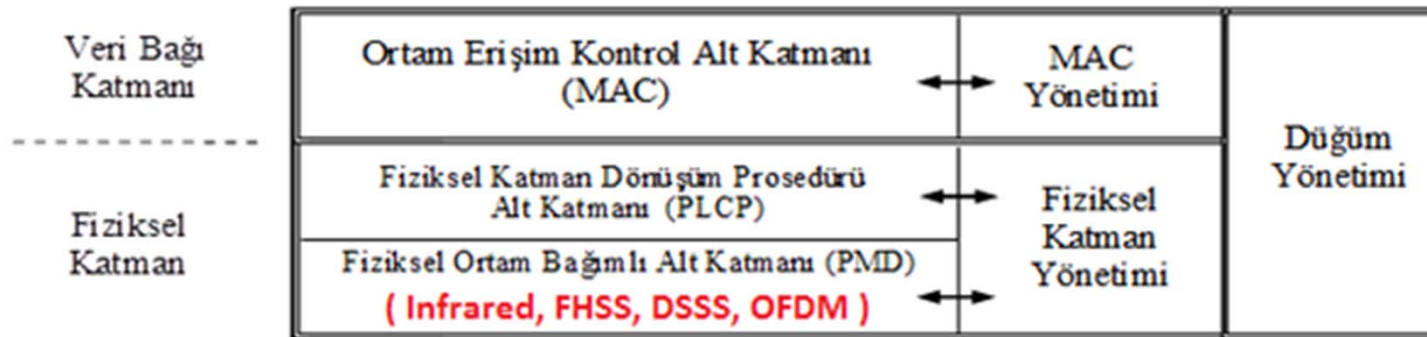 Veri Bağı
Katmanı
Ortam Erişim Kontrol Alt Katmanı
(MAC)
MAC
Yönetimi
Düğüm
Yönetimi
Fiziksel
Katman
Fiziksel Katman Dönüşüm Prosedürü
Alt Katmanı (PLCP)
Fiziksel Ortam Bağımlı Alt Katmanı (PMD)
( Infrared, FHSS, DSSS, OFDM )
Fiziksel
Katman
Yönetimi